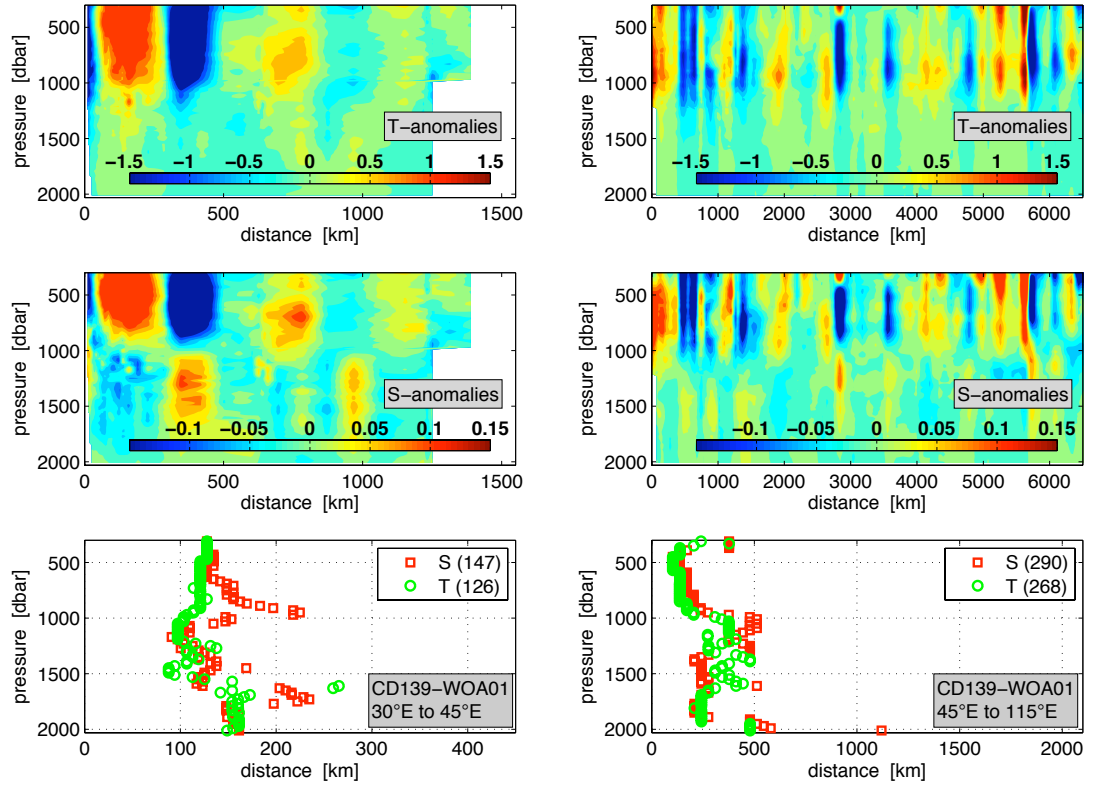 500
1000
1500
2000
pressure [dbar]
T−anomalies
−1.5 −1 −0.5 0 0.5 1 1.5
0 500 1000 1500
distance [km]
500
1000
1500
2000
pressure [dbar]
T−anomalies
−1.5 −1 −0.5 0 0.5 1 1.5
0 1000 2000 3000 4000 5000 6000
distance [km]
500
1000
1500
2000
pressure [dbar]
S−anomalies
−0.1 −0.05 0 0.05 0.1 0.15
0 500 1000 1500
distance [km]
500
1000
1500
2000
pressure [dbar]
S−anomalies
−0.1 −0.05 0 0.05 0.1 0.15
0 1000 2000 3000 4000 5000 6000
distance [km]
500
1000
1500
2000
pressure [dbar]
S (147)
T (126)
CD139−WOA01
30°E to 45°E
0 100 200 300 400
distance [km]
500
1000
1500
2000
pressure [dbar]
S (290)
T (268)
CD139−WOA01
45°E to 115°E
0 500 1000 1500 2000
distance [km]